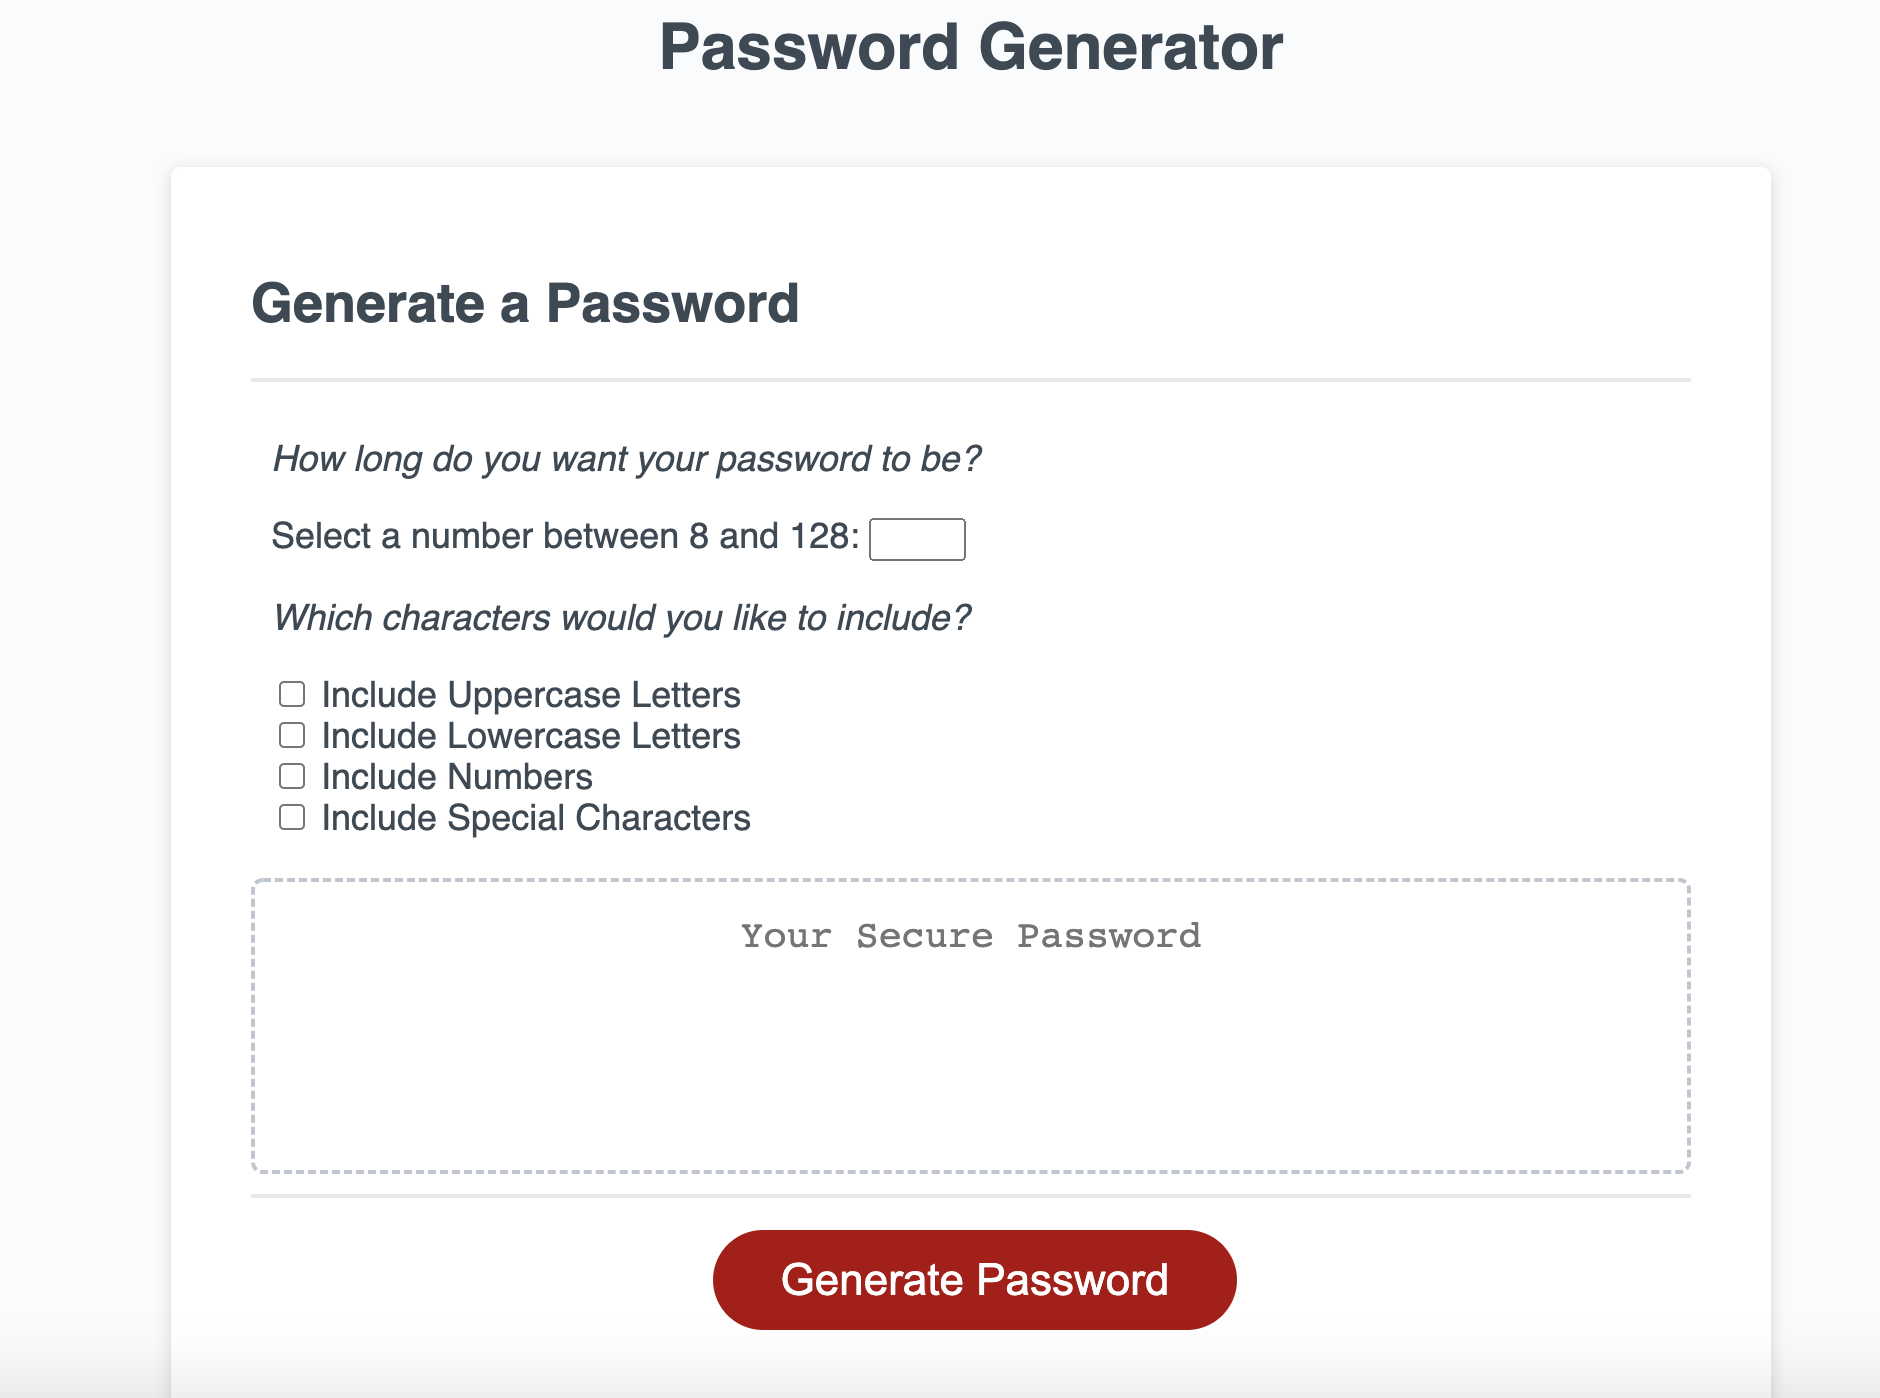 Password Generator
Generate a Password
How long do you want your password to be?
Select a number between 8 and 128:
Which characters would you like to include?
Include Uppercase Letters
Include Lowercase Letters
Include Numbers
Include Special Characters
Your Secure Password
Generate Password